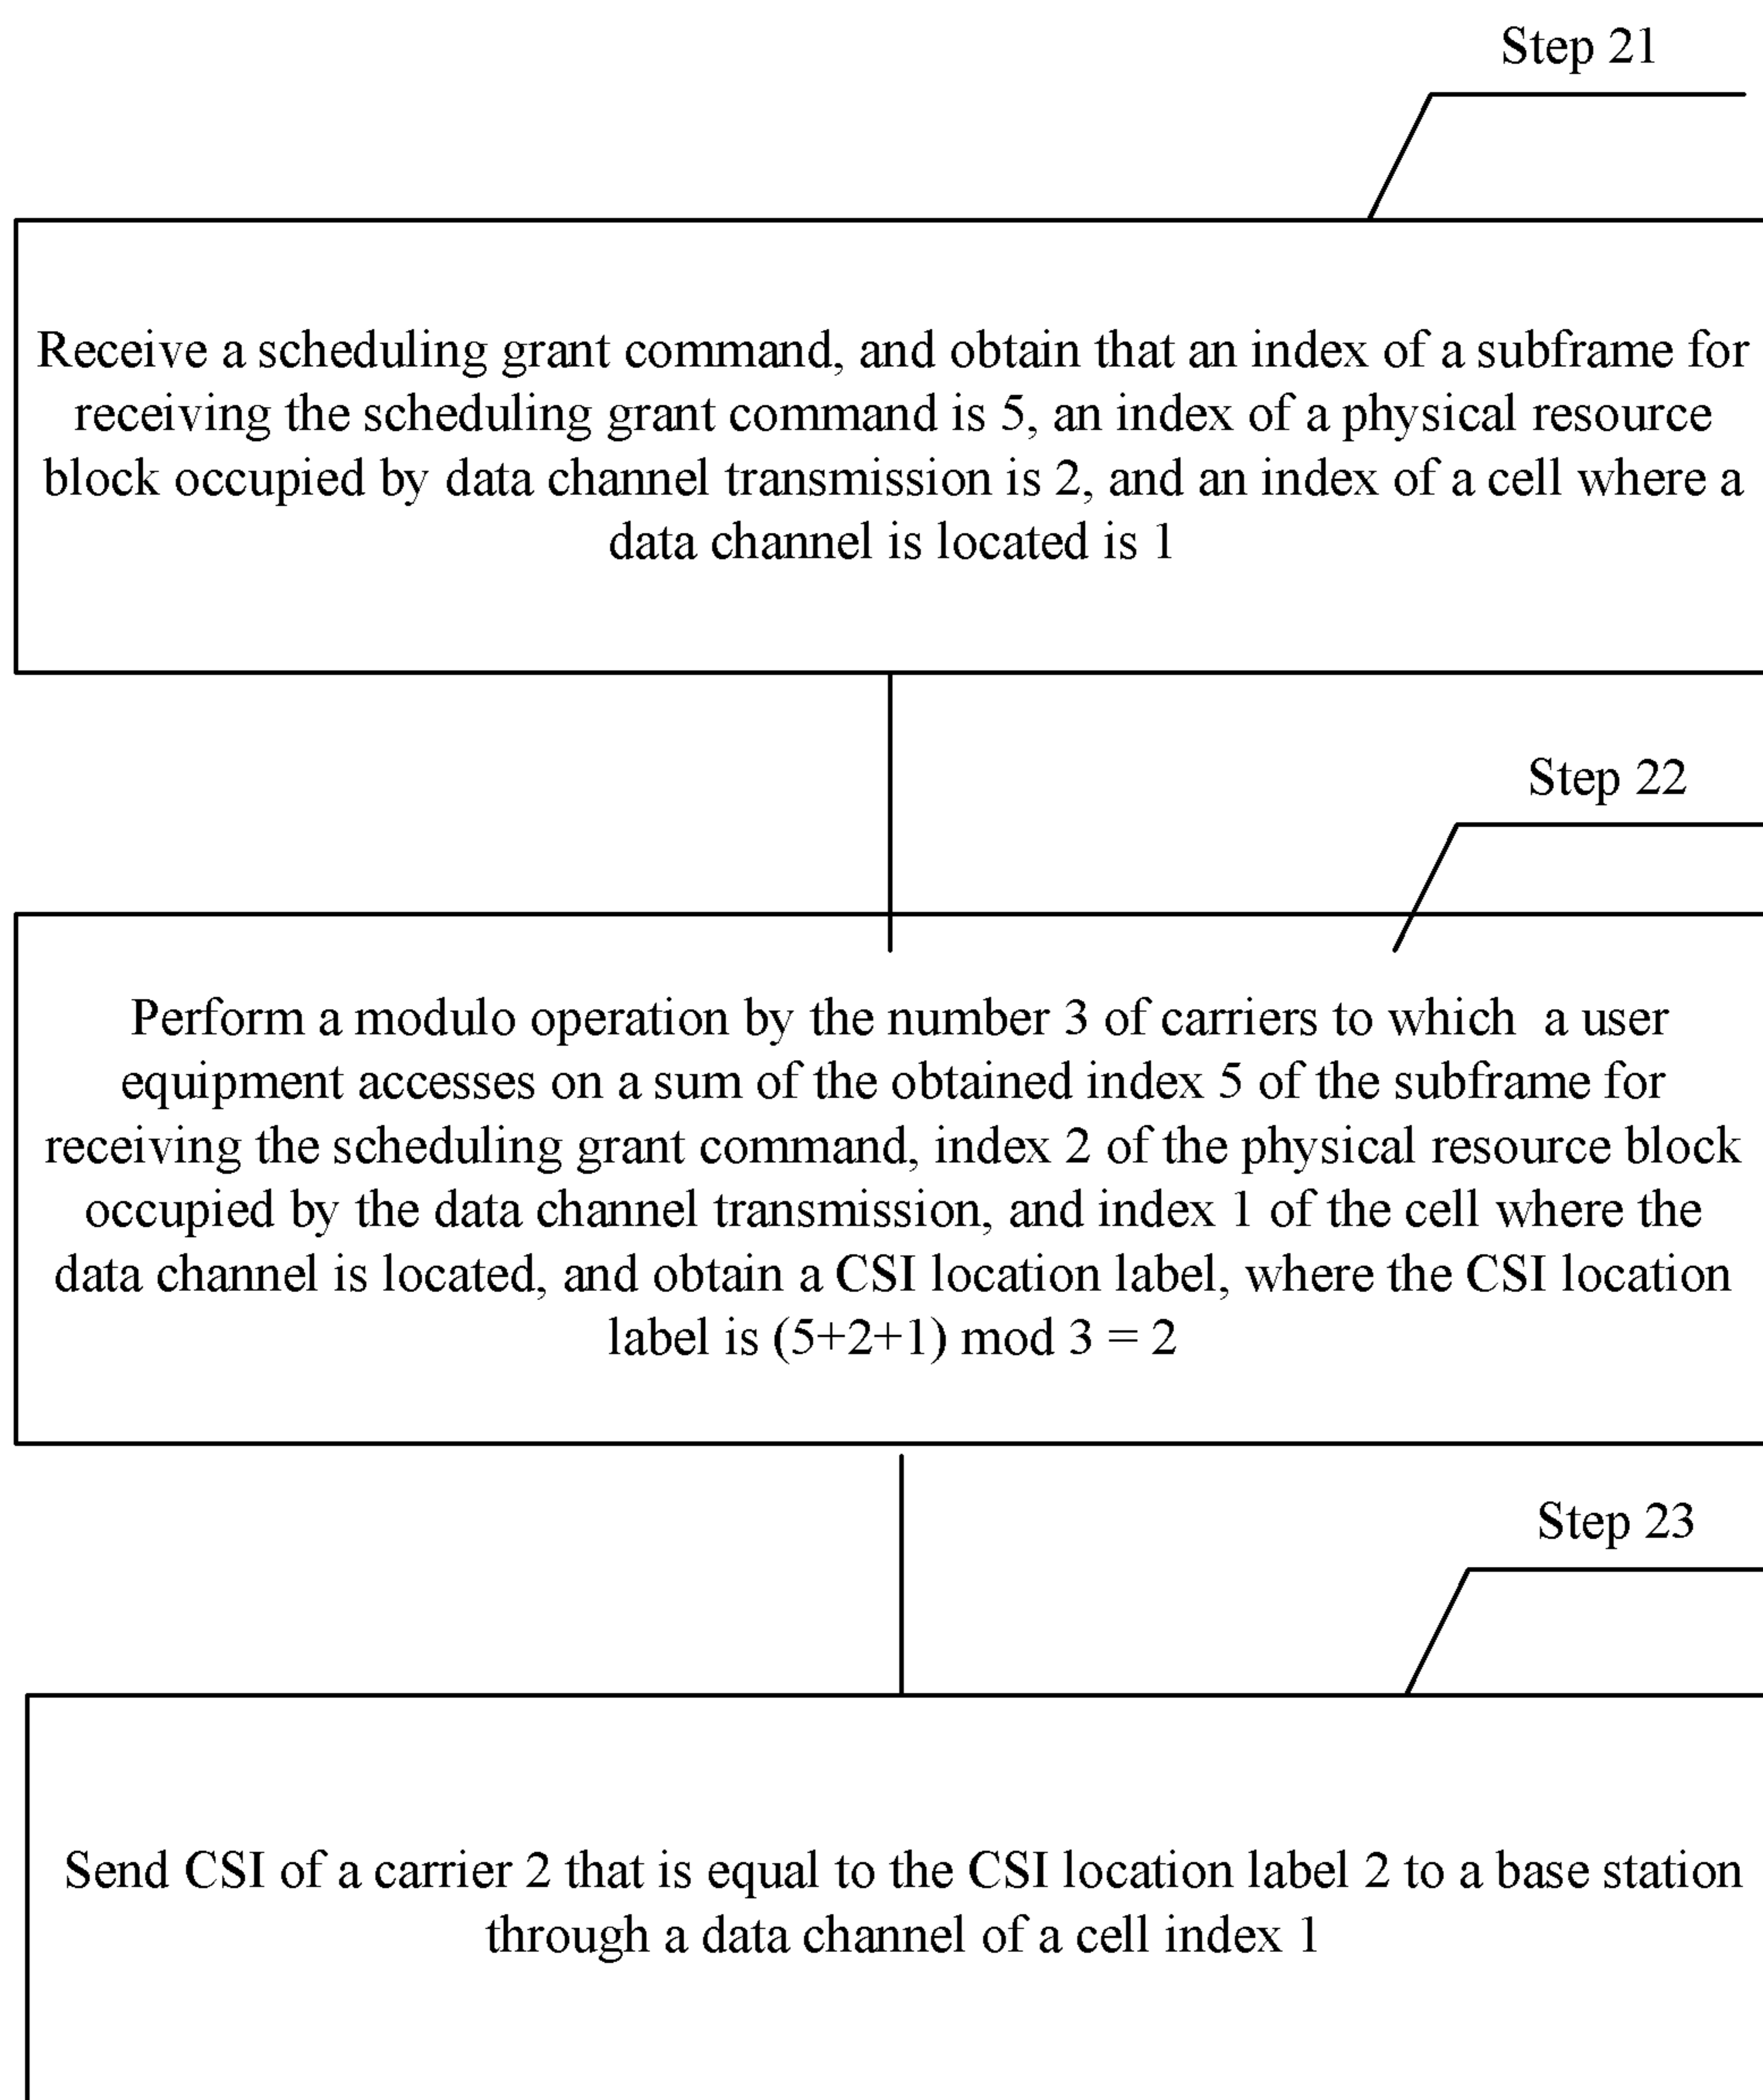 Step 21
Receive a scheduling grant command, and obtain that an index of a subframe for
receiving the scheduling grant command is 5, an index of a physical resource
block occupied by data channel transmission is 2, and an index of a cell where a
data channel is located is 1
Step 22
Perform a modulo operation by the number 3 of carriers to which a user
equipment accesses on a sum of the obtained index 5 of the subframe for
receiving the scheduling grant command, index 2 of the physical resource block
occupied by the data channel transmission, and index 1 of the cell where the
data channel is located, and obtain a CSI location label, where the CSI location
label is (5+2+1) mod 3 = 2
Step 23
Send CSI of a carrier 2 that is equal to the CSI location label 2 to a base station
through a data channel of a cell index 1